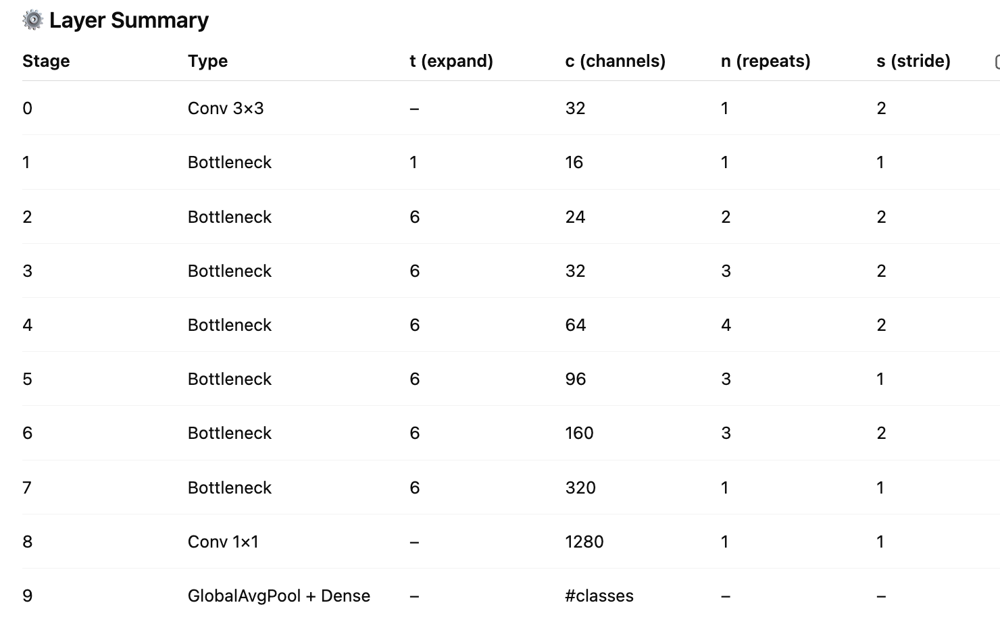 ⚙️ Layer Summary
Stage Type t (expand) c (channels) n (repeats) s (stride)
0 Conv 3×3 – 32 1 2
1 Bottleneck 1 16 1 1
2 Bottleneck 6 24 2 2
3 Bottleneck 6 32 3 2
4 Bottleneck 6 64 4 2
5 Bottleneck 6 96 3 1
6 Bottleneck 6 160 3 2
7 Bottleneck 6 320 1 1
8 Conv 1×1 – 1280 1 1
9 GlobalAvgPool + Dense – #classes – –